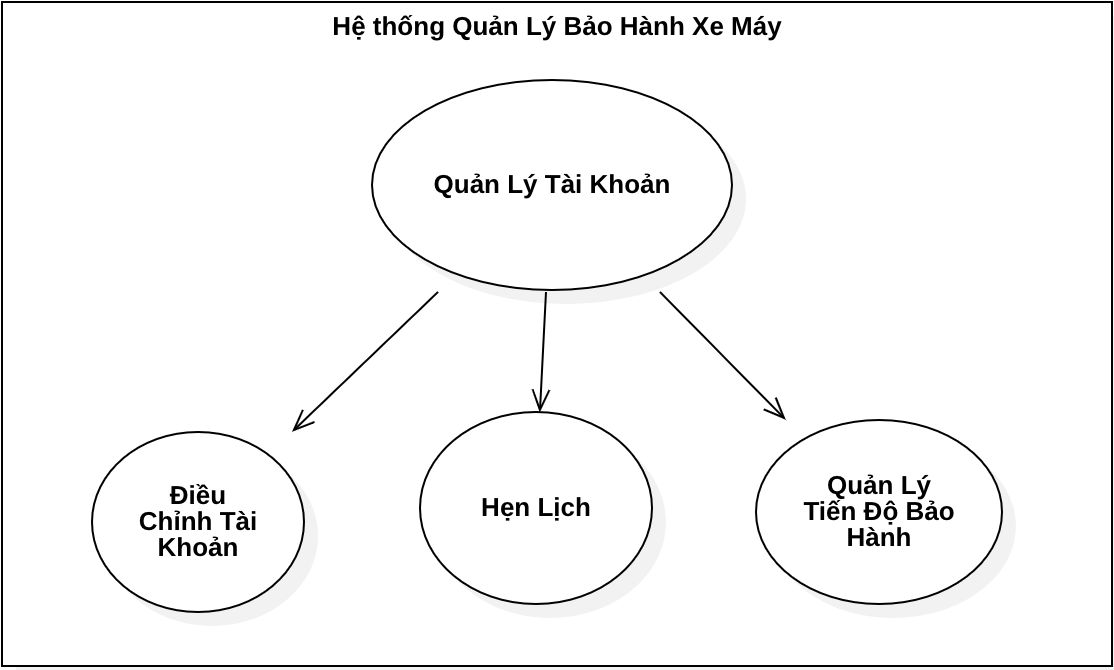 Hệ thống Quản Lý Bảo Hành Xe Máy
Quản Lý Tài Khoản
Điều
Chỉnh Tài
Khoản
Hẹn Lịch
Quản Lý
Tiến Độ Bảo
Hành